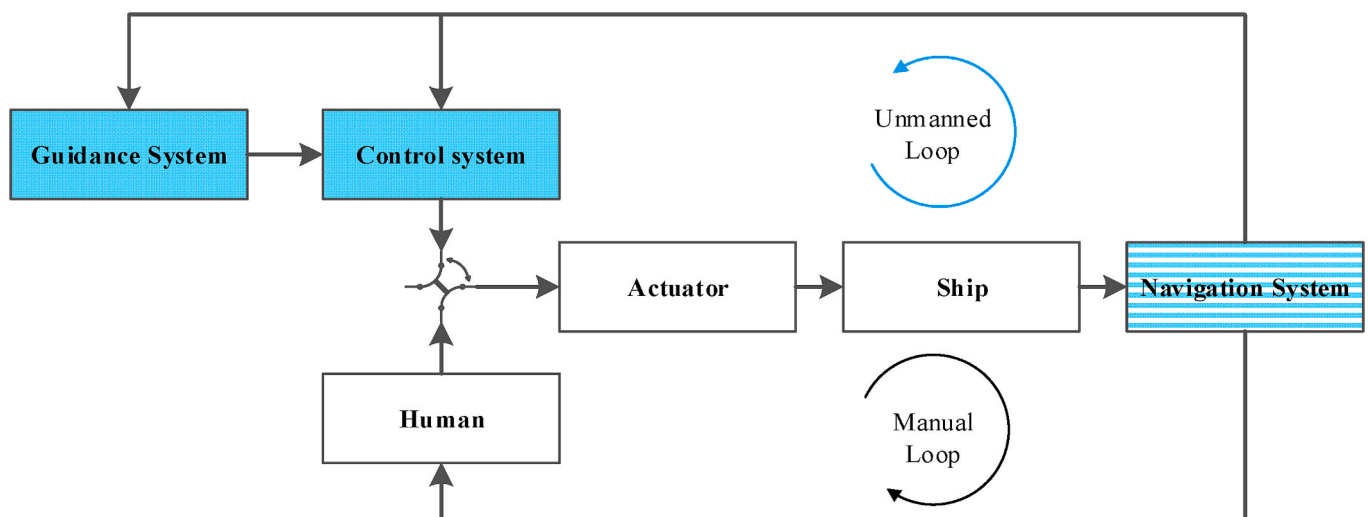 Guidance System
Control system
Unmanned
Loop
Actuator
Ship
Navigation System
Human
Manual
Loop